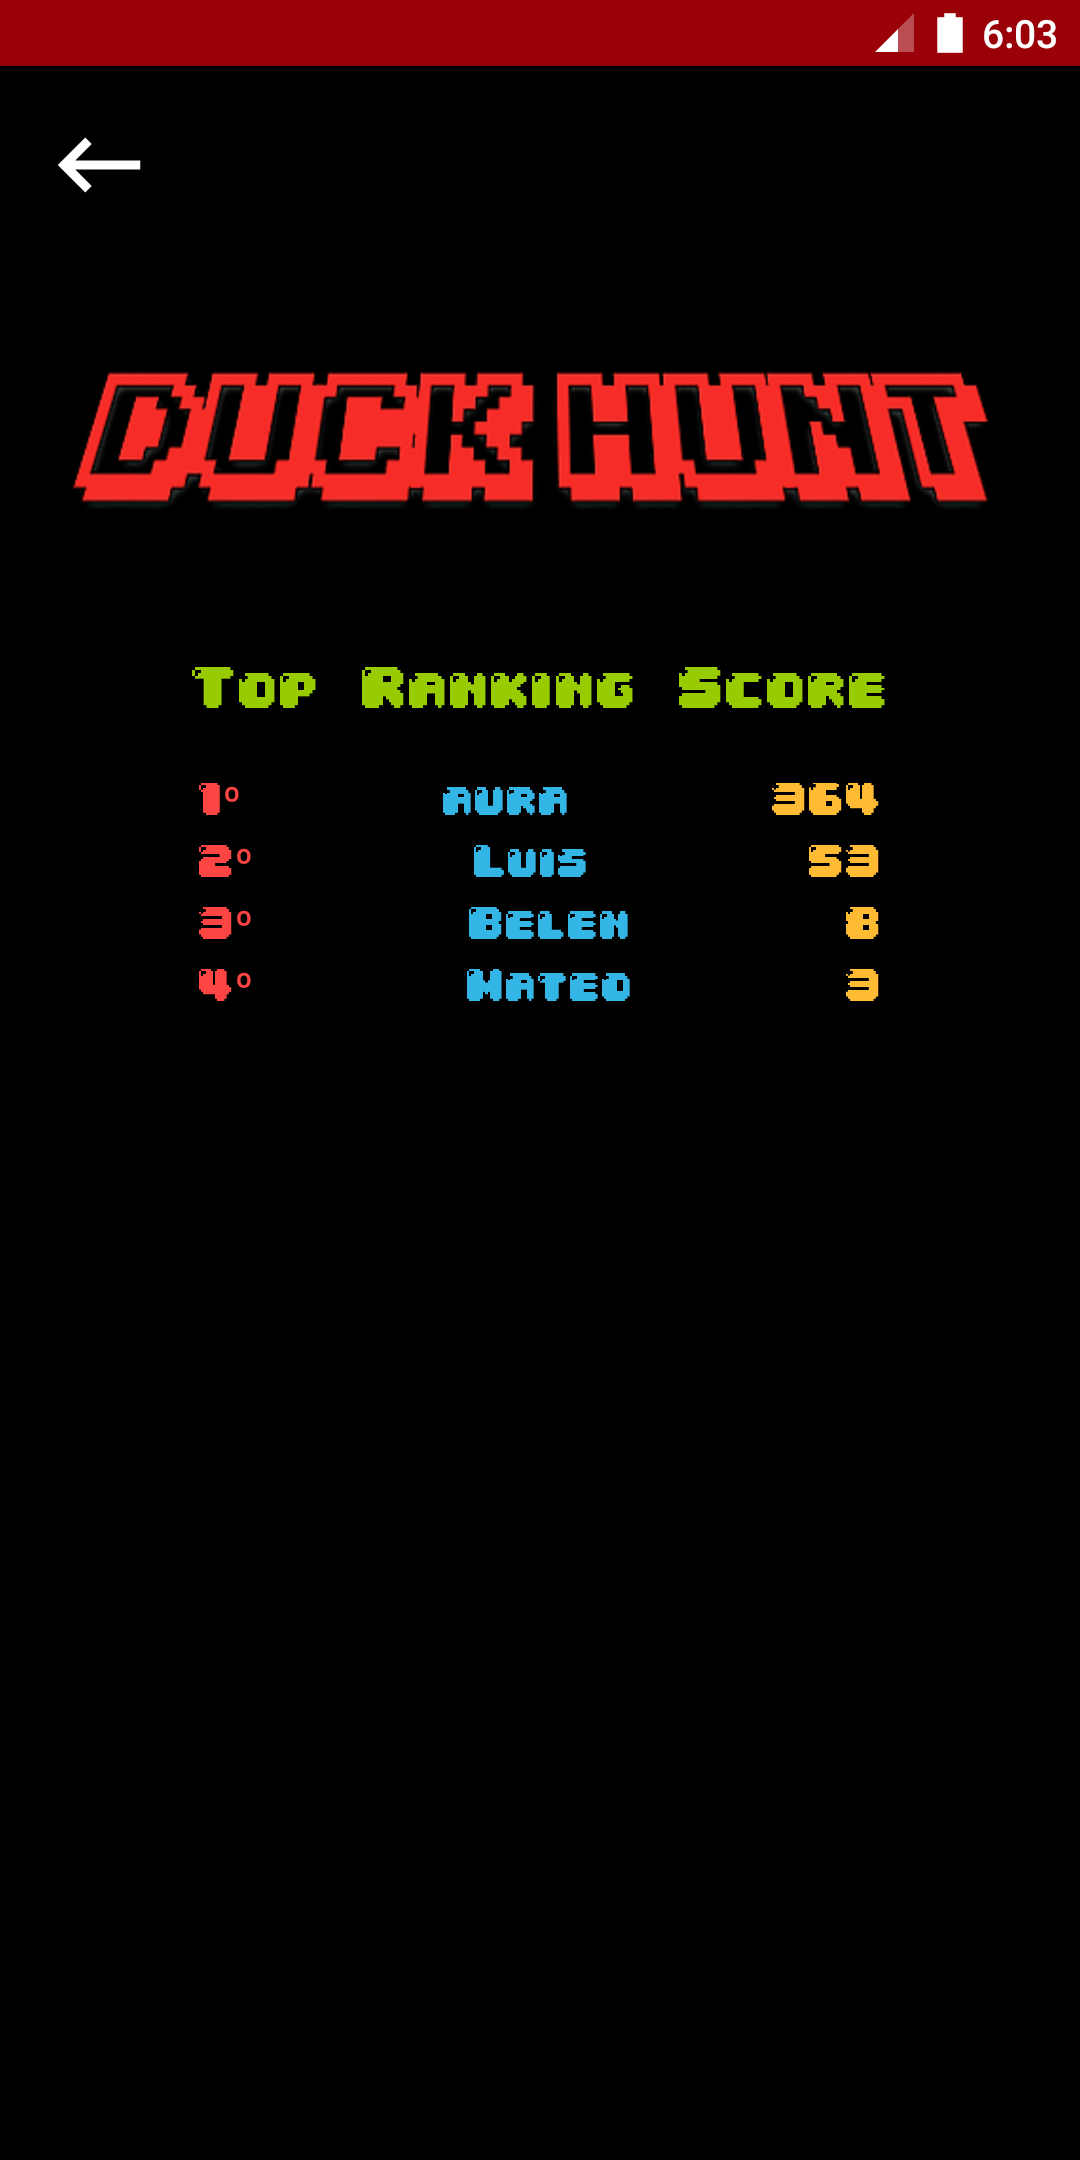 6:03
DUCK HUNT
Top Ranking Score
1º aura 364
2º Luis 53
3º Belen 8
4º Mateo 3